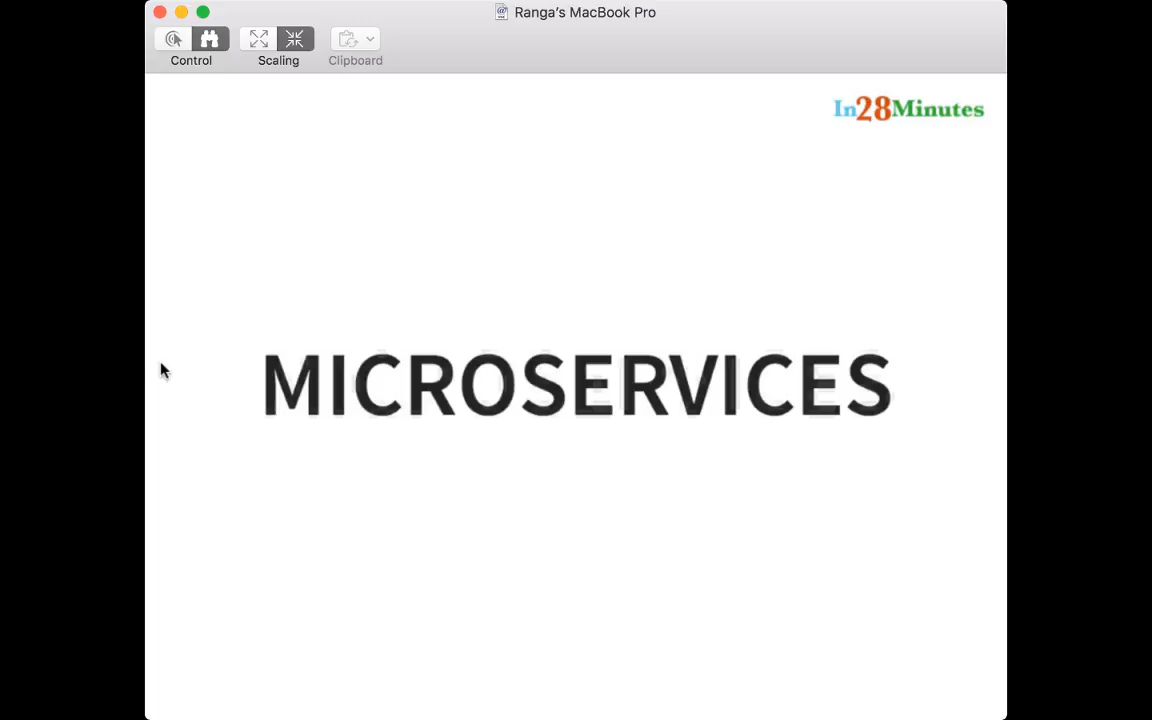 Ranga's MacBook Pro
Control
Scaling
Clipboard
In28Minutes
MICROSERVICES